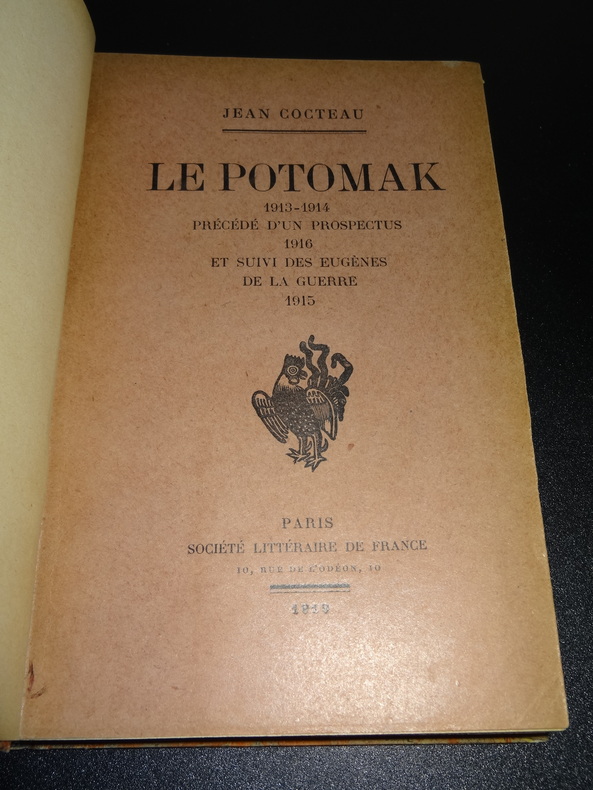 JEAN COCTEAU
LE POTOMAK
1913-1914
PRÉCÉDÉ D'UN PROSPECTUS
1916
ET SUIVI DES EUGÈNES
DE LA GUERRE
1915
PARIS
SOCIÉTÉ LITTÉRAIRE DE FRANCE
10, RUE DE L'ODÉON, 10
1919